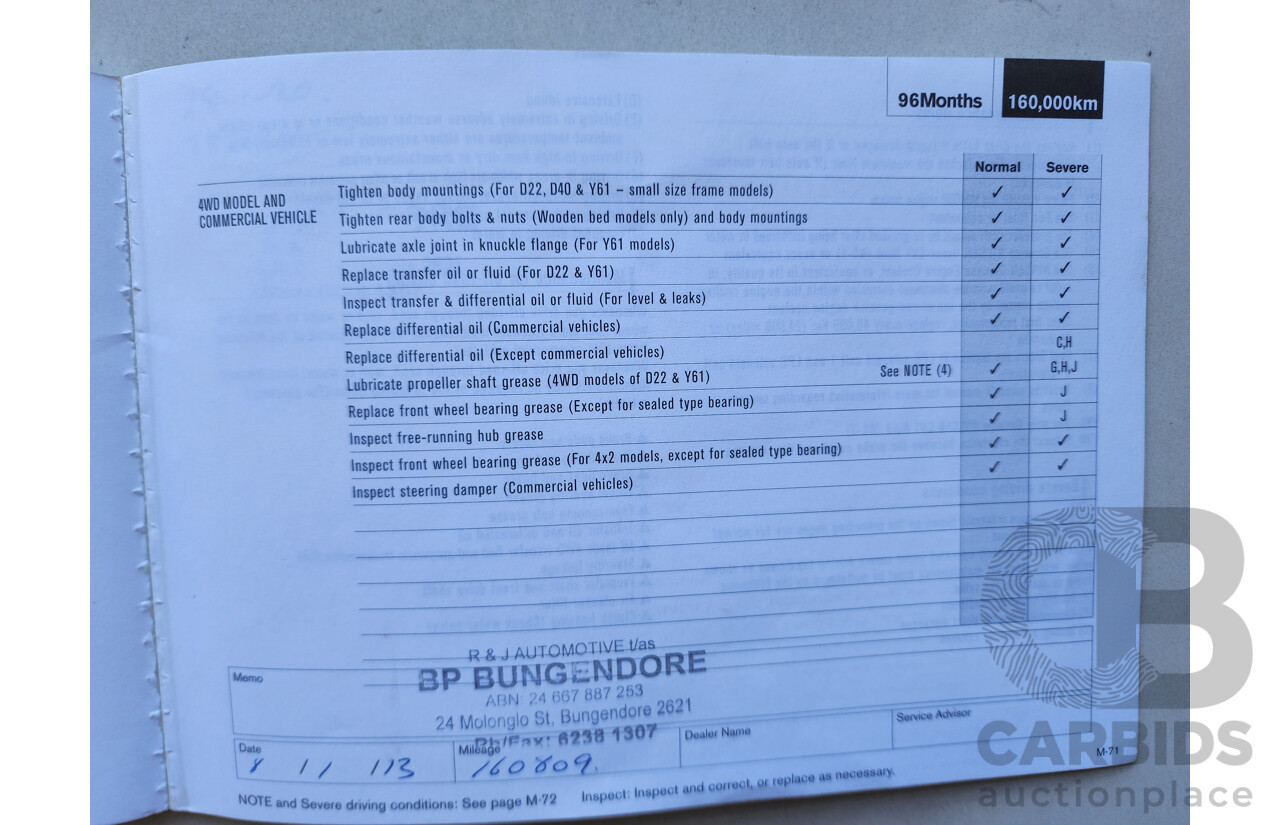 96Months 160,000km
Normal Severe
4WD MODEL AND
COMMERCIAL VEHICLE
Tighten body mountings (For D22, D40 & Y61 – small size frame models) ✓ ✓
Tighten rear body bolts & nuts (Wooden bed models only) and body mountings ✓ ✓
Lubricate axle joint in knuckle flange (For Y61 models) ✓ ✓
Replace transfer oil or fluid (For D22 & Y61) ✓ ✓
Inspect transfer & differential oil or fluid (For level & leaks) ✓ ✓
Replace differential oil (Commercial vehicles) ✓ ✓
Replace differential oil (Except commercial vehicles) C,H
Lubricate propeller shaft grease (4WD models of D22 & Y61) See NOTE (4) ✓ G,H,J
Replace front wheel bearing grease (Except for sealed type bearing) ✓ J
Inspect free-running hub grease ✓ J
Inspect front wheel bearing grease (For 4x2 models, except for sealed type bearing) ✓ ✓
Inspect steering damper (Commercial vehicles) ✓ ✓
R & J AUTOMOTIVE t/as
BP BUNGENDORE
ABN: 24 667 887 253
24 Molonglo St, Bungendore 2621
Ph/Fax: 6238 1307
Memo
Date 8 / 1 / 13
Mileage 160809.
Dealer Name
Service Advisor
M-71
NOTE and Severe driving conditions: See page M-72 Inspect: Inspect and correct, or replace as necessary.
CB
CARBIDS
auctionplace